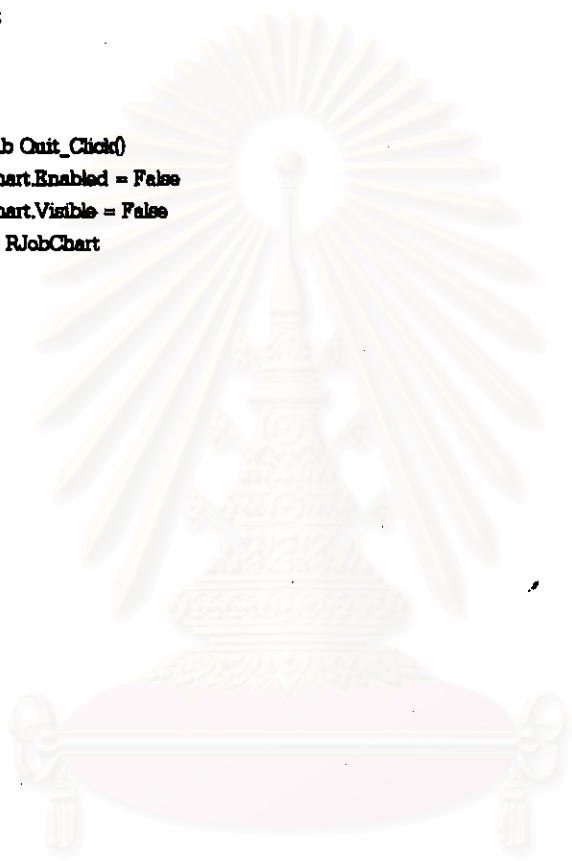 b Quit_Click()
hart.Enabled = False
hart.Visible = False
RJobChart